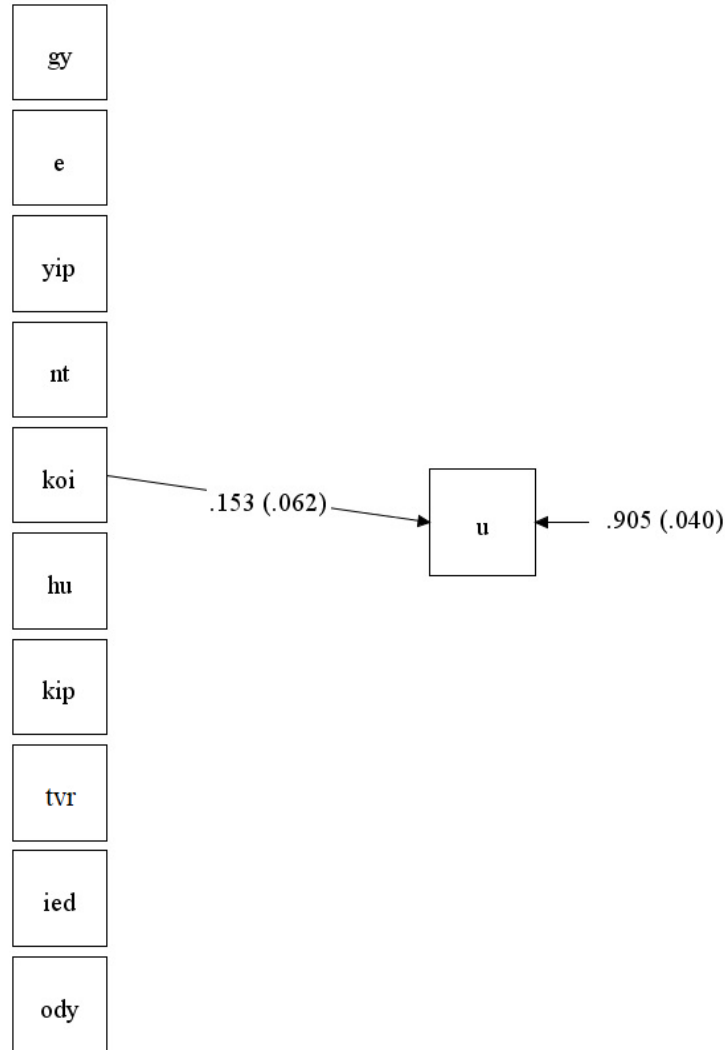 gy
e
yip
nt
koi
.153 (.062)
u
.905 (.040)
hu
kip
tvr
ied
ody